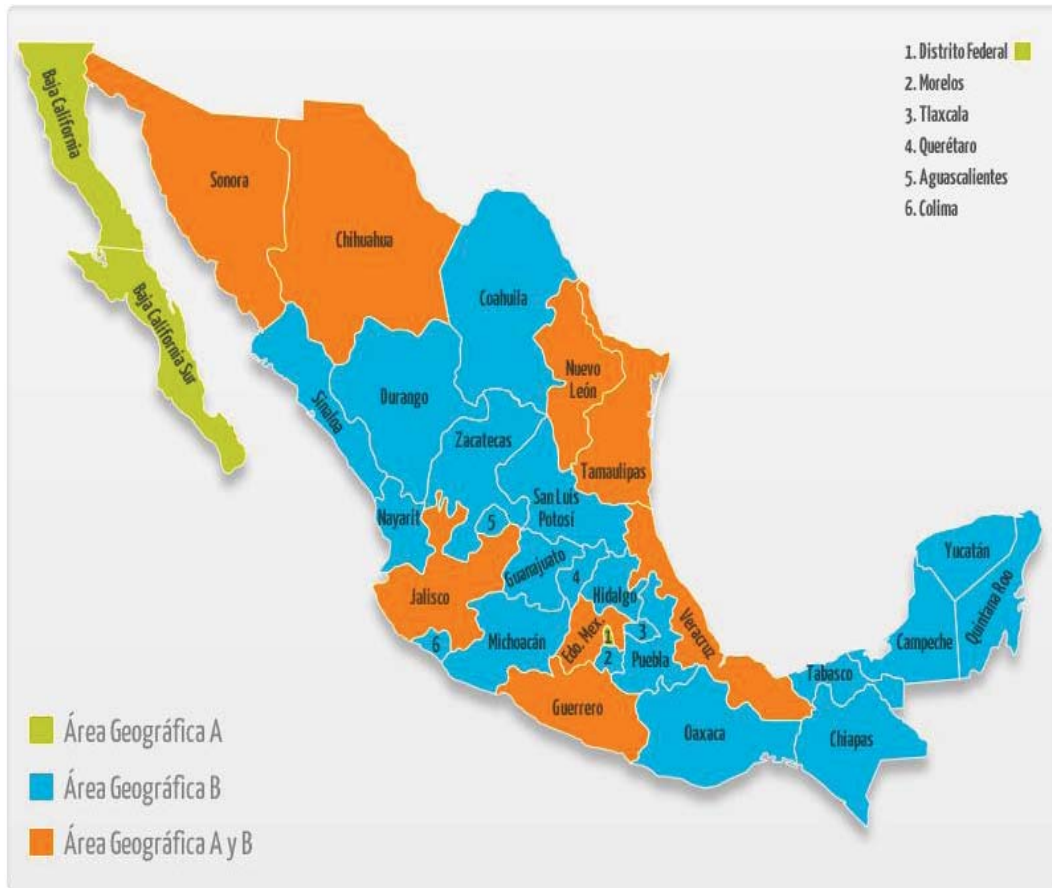 1. Distrito Federal
2. Morelos
3. Tlaxcala
4. Querétaro
5. Aguascalientes
6. Colima
Baja California
Baja California Sur
Sonora
Chihuahua
Coahuila
Nuevo
León
Tamaulipas
Sinaloa
Durango
Zacatecas
San Luis
Potosí
Nayarit
5
Guanajuato
4
Hidalgo
Jalisco
6
Michoacán
Edo. Mex.
1
2
3
Puebla
Veracruz
Guerrero
Oaxaca
Tabasco
Chiapas
Campeche
Yucatán
Quintana Roo
Área Geográfica A
Área Geográfica B
Área Geográfica A y B